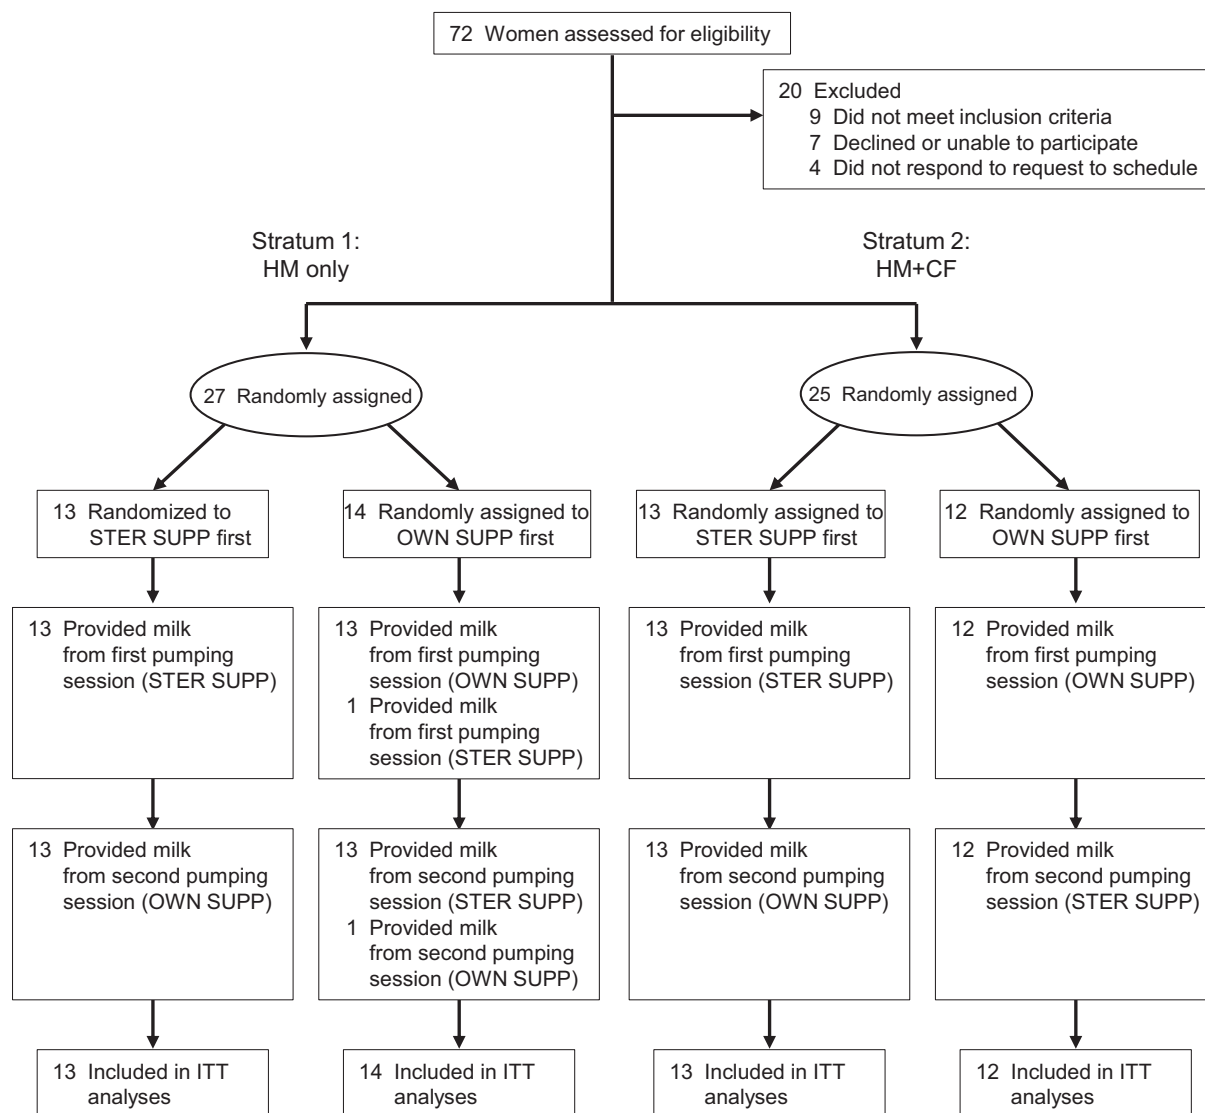 72 Women assessed for eligibility
20 Excluded
9 Did not meet inclusion criteria
7 Declined or unable to participate
4 Did not respond to request to schedule
Stratum 1:
HM only
Stratum 2:
HM+CF
27 Randomly assigned
25 Randomly assigned
13 Randomized to
STER SUPP first
14 Randomly assigned to
OWN SUPP first
13 Randomly assigned to
STER SUPP first
12 Randomly assigned to
OWN SUPP first
13 Provided milk
from first pumping
session (STER SUPP)
13 Provided milk
from first pumping
session (OWN SUPP)
1 Provided milk
from first pumping
session (STER SUPP)
13 Provided milk
from first pumping
session (STER SUPP)
12 Provided milk
from first pumping
session (OWN SUPP)
13 Provided milk
from second pumping
session (OWN SUPP)
13 Provided milk
from second pumping
session (STER SUPP)
1 Provided milk
from second pumping
session (OWN SUPP)
13 Provided milk
from second pumping
session (OWN SUPP)
12 Provided milk
from second pumping
session (STER SUPP)
13 Included in ITT
analyses
14 Included in ITT
analyses
13 Included in ITT
analyses
12 Included in ITT
analyses